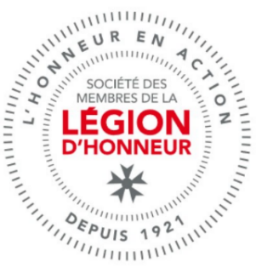 L'HONNEUR EN ACTION
SOCIÉTÉ DES
MEMBRES DE LA
LÉGION
D'HONNEUR
DEPUIS 1921